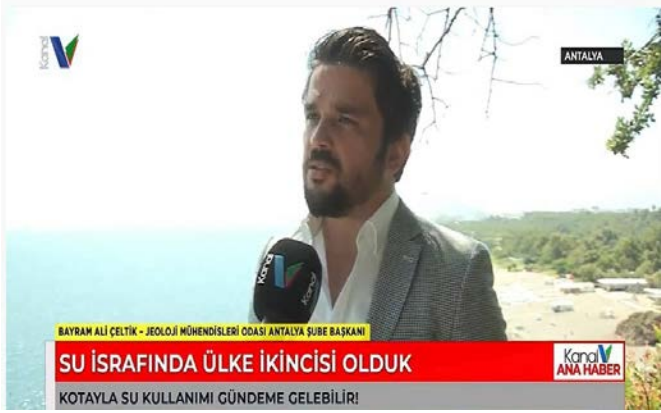 Kanal V
ANTALYA
Kanal V
BAYRAM ALİ ÇELTİK – JEOLOJİ MÜHENDİSLERİ ODASI ANTALYA ŞUBE BAŞKANI
SU İSRAFINDA ÜLKE İKİNCİSİ OLDUK
Kanal V
ANA HABER
KOTAYLA SU KULLANIMI GÜNDEME GELEBİLİR!